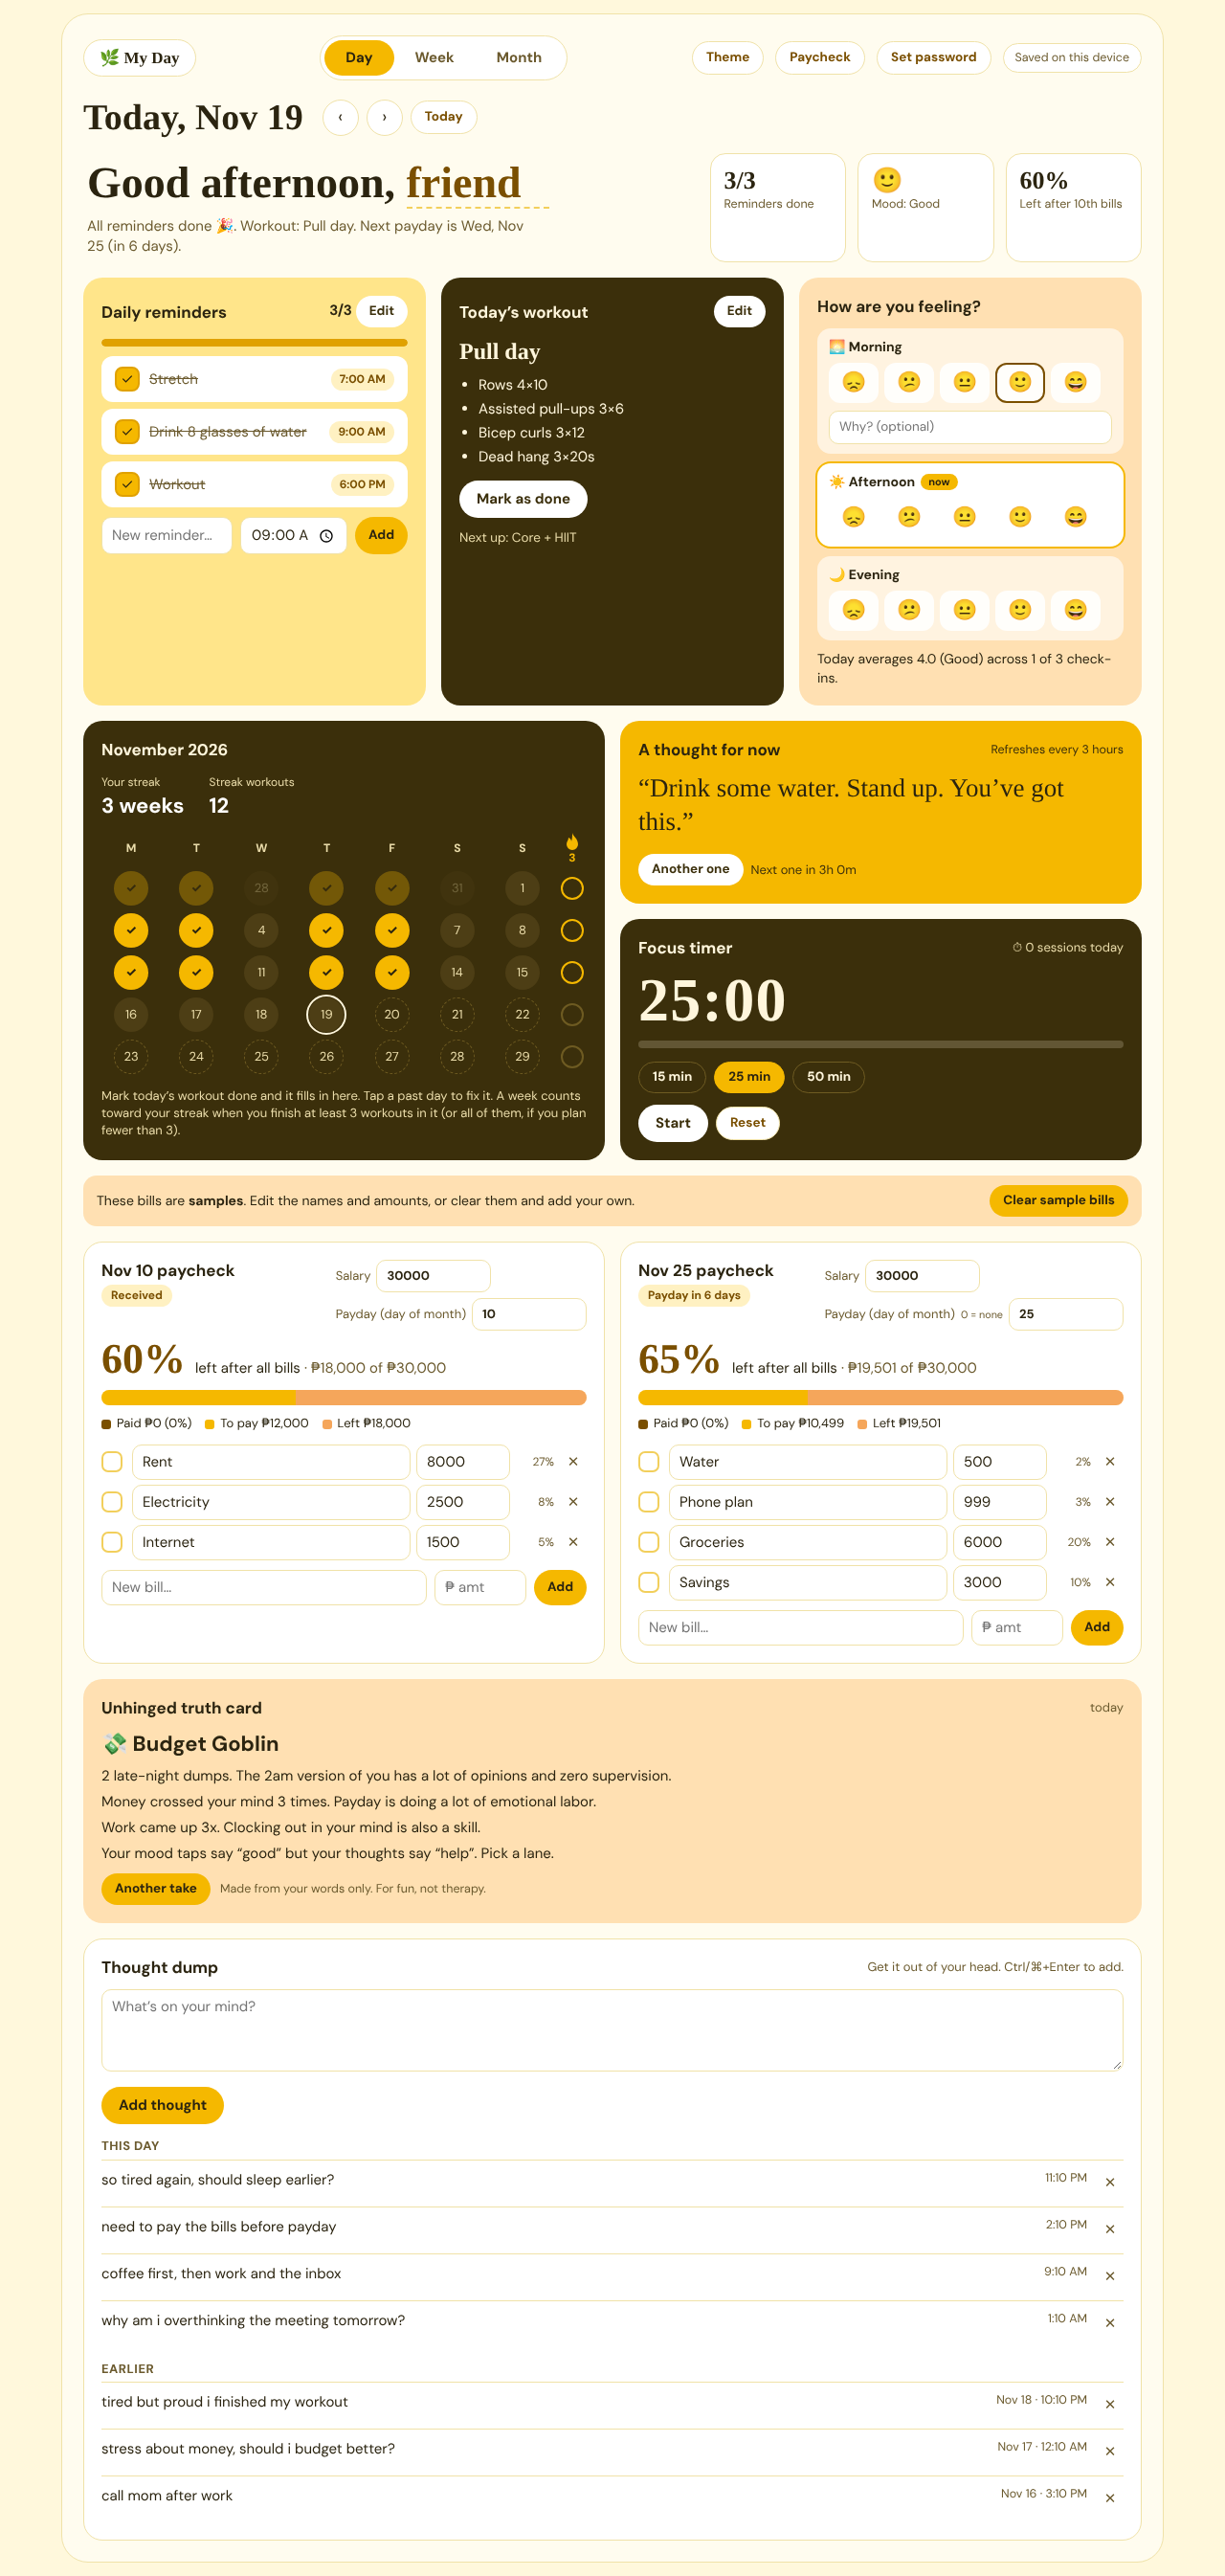 🌿 My Day
Day Week Month
Theme Paycheck Set password Saved on this device
Today, Nov 19 ‹ › Today
Good afternoon, friend
All reminders done 🎉. Workout: Pull day. Next payday is Wed, Nov
25 (in 6 days).
3/3
Reminders done
🙂
Mood: Good
60%
Left after 10th bills
Daily reminders 3/3 Edit
Stretch 7:00 AM
Drink 8 glasses of water 9:00 AM
Workout 6:00 PM
New reminder… 09:00 A Add
Today’s workout Edit
Pull day
• Rows 4×10
• Assisted pull-ups 3×6
• Bicep curls 3×12
• Dead hang 3×20s
Mark as done
Next up: Core + HIIT
How are you feeling?
🌅 Morning
😞 😕 😐 🙂 😄
Why? (optional)
☀️ Afternoon now
😞 😕 😐 🙂 😄
🌙 Evening
😞 😕 😐 🙂 😄
Today averages 4.0 (Good) across 1 of 3 check-
ins.
November 2026
Your streak Streak workouts
3 weeks 12
M T W T F S S 3
✓ ✓ 28 ✓ ✓ 31 1
✓ ✓ 4 ✓ ✓ 7 8
✓ ✓ 11 ✓ ✓ 14 15
16 17 18 19 20 21 22
23 24 25 26 27 28 29
Mark today’s workout done and it fills in here. Tap a past day to fix it. A week counts
toward your streak when you finish at least 3 workouts in it (or all of them, if you plan
fewer than 3).
A thought for now Refreshes every 3 hours
“Drink some water. Stand up. You’ve got
this.”
Another one Next one in 3h 0m
Focus timer ⏱ 0 sessions today
25:00
15 min 25 min 50 min
Start Reset
These bills are samples. Edit the names and amounts, or clear them and add your own. Clear sample bills
Nov 10 paycheck Salary 30000
Received
Payday (day of month) 10
60% left after all bills · ₱18,000 of ₱30,000
Paid ₱0 (0%) To pay ₱12,000 Left ₱18,000
Rent 8000 27% ×
Electricity 2500 8% ×
Internet 1500 5% ×
New bill… ₱ amt Add
Nov 25 paycheck Salary 30000
Payday in 6 days
Payday (day of month) 0 = none 25
65% left after all bills · ₱19,501 of ₱30,000
Paid ₱0 (0%) To pay ₱10,499 Left ₱19,501
Water 500 2% ×
Phone plan 999 3% ×
Groceries 6000 20% ×
Savings 3000 10% ×
New bill… ₱ amt Add
Unhinged truth card today
💸 Budget Goblin
2 late-night dumps. The 2am version of you has a lot of opinions and zero supervision.
Money crossed your mind 3 times. Payday is doing a lot of emotional labor.
Work came up 3x. Clocking out in your mind is also a skill.
Your mood taps say “good” but your thoughts say “help”. Pick a lane.
Another take Made from your words only. For fun, not therapy.
Thought dump Get it out of your head. Ctrl/⌘+Enter to add.
What’s on your mind?
Add thought
THIS DAY
so tired again, should sleep earlier? 11:10 PM ×
need to pay the bills before payday 2:10 PM ×
coffee first, then work and the inbox 9:10 AM ×
why am i overthinking the meeting tomorrow? 1:10 AM ×
EARLIER
tired but proud i finished my workout Nov 18 · 10:10 PM ×
stress about money, should i budget better? Nov 17 · 12:10 AM ×
call mom after work Nov 16 · 3:10 PM ×